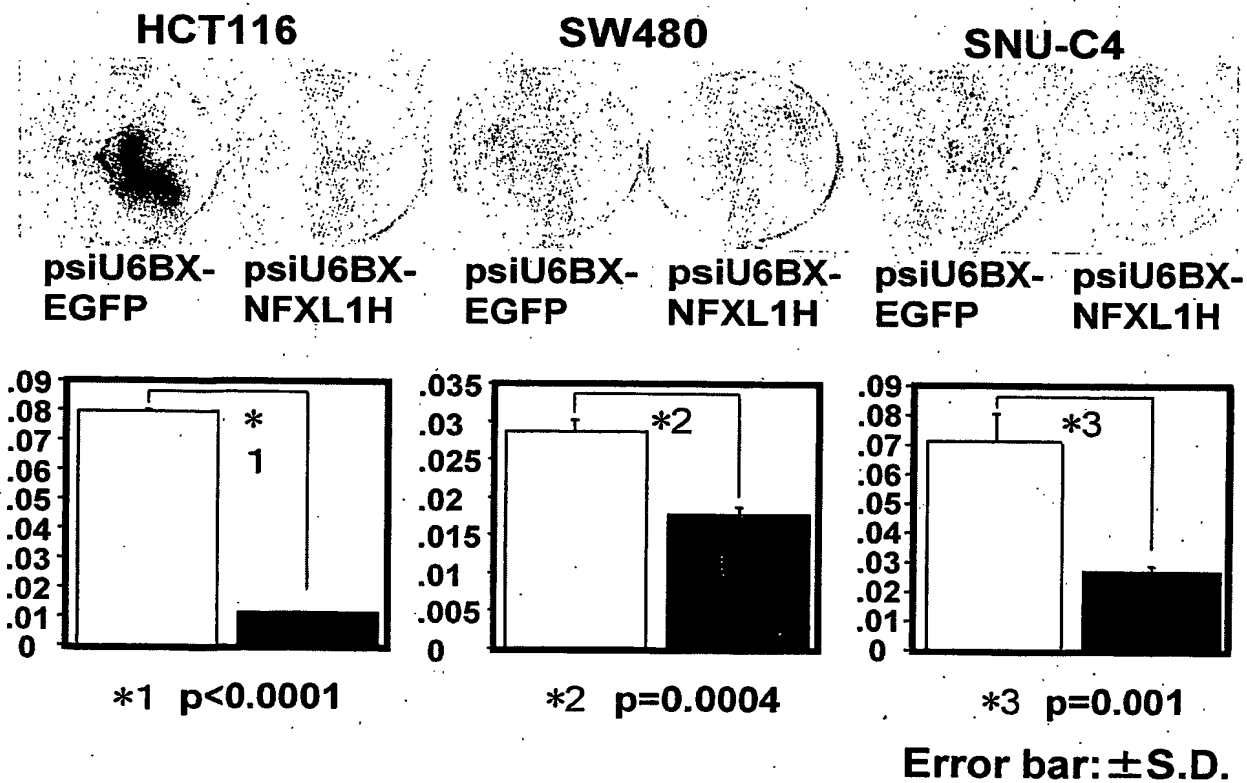 HCT116
SW480
SNU-C4
psiU6BX-
EGFP
psiU6BX-
NFXL1H
psiU6BX-
EGFP
psiU6BX-
NFXL1H
psiU6BX-
EGFP
psiU6BX-
NFXL1H
.09
.08
.07
.06
.05
.04
.03
.02
.01
0
*
1
.035
.03
.025
.02
.015
.01
.005
0
*2
.09
.08
.07
.06
.05
.04
.03
.02
.01
0
*3
*1 p<0.0001
*2 p=0.0004
*3 p=0.001
Error bar: ±S.D.